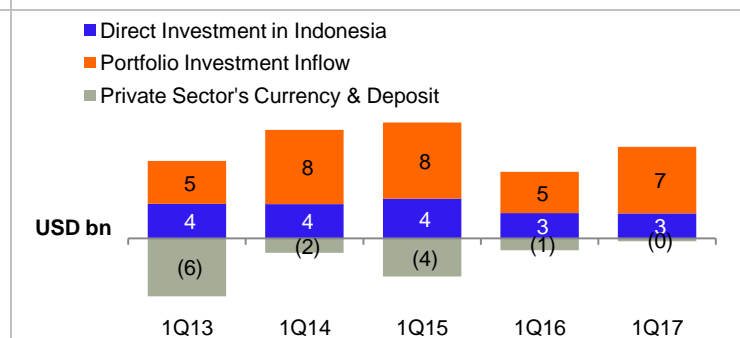 Direct Investment in Indonesia
Portfolio Investment Inflow
Private Sector's Currency & Deposit
5 8 8 5 7
USD bn 4 4 4 3 3
(6) (2) (4) (1) (0)
1Q13 1Q14 1Q15 1Q16 1Q17